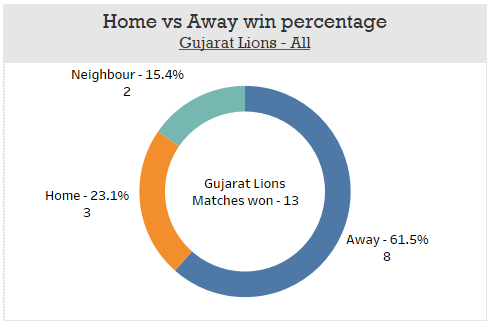 Home vs Away win percentage
Gujarat Lions - All
Neighbour - 15.4%
2
Home - 23.1%
3
Gujarat Lions
Matches won - 13
Away - 61.5%
8